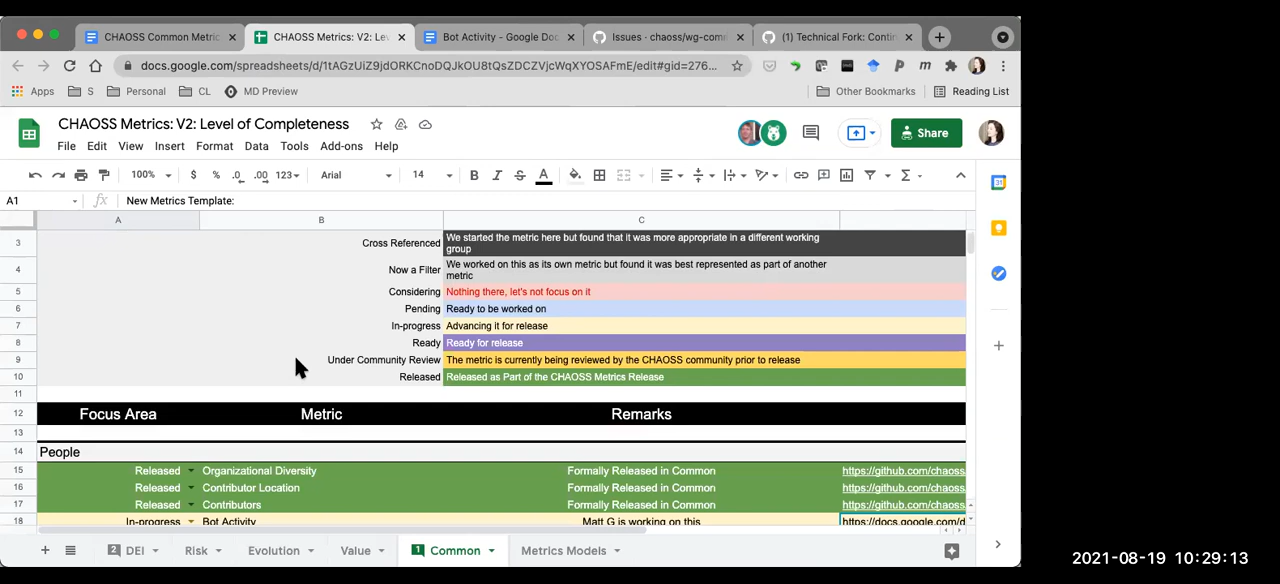 CHAOSS Common Metric
CHAOSS Metrics: V2: Lev
Bot Activity - Google Doc
Issues · chaoss/wg-com
(1) Technical Fork: Contin
docs.google.com/spreadsheets/d/1tAGzUiZ9jdORKCnoDQJkOU8tQsZDCZVjcWqXYOSAFmE/edit#gid=276...
Apps S Personal CL MD Preview Other Bookmarks Reading List
CHAOSS Metrics: V2: Level of Completeness
Share
File Edit View Insert Format Data Tools Add-ons Help
100% $ % .0 .00 123 Arial 14 B I S A
A1 fx New Metrics Template:
A B C
3 Cross Referenced We started the metric here but found that it was more appropriate in a different working
group
4 Now a Filter We worked on this as its own metric but found it was best represented as part of another
metric
5 Considering Nothing there, let's not focus on it
6 Pending Ready to be worked on
7 In-progress Advancing it for release
8 Ready Ready for release
9 Under Community Review The metric is currently being reviewed by the CHAOSS community prior to release
10 Released Released as Part of the CHAOSS Metrics Release
11
12 Focus Area Metric Remarks
13
14 People
15 Released Organizational Diversity Formally Released in Common https://github.com/chaoss
16 Released Contributor Location Formally Released in Common https://github.com/chaoss
17 Released Contributors Formally Released in Common https://github.com/chaoss
18 In-progress Bot Activity Matt G is working on this https://docs.google.com/d
2 DEI Risk Evolution Value 1 Common Metrics Models
2021-08-19 10:29:13